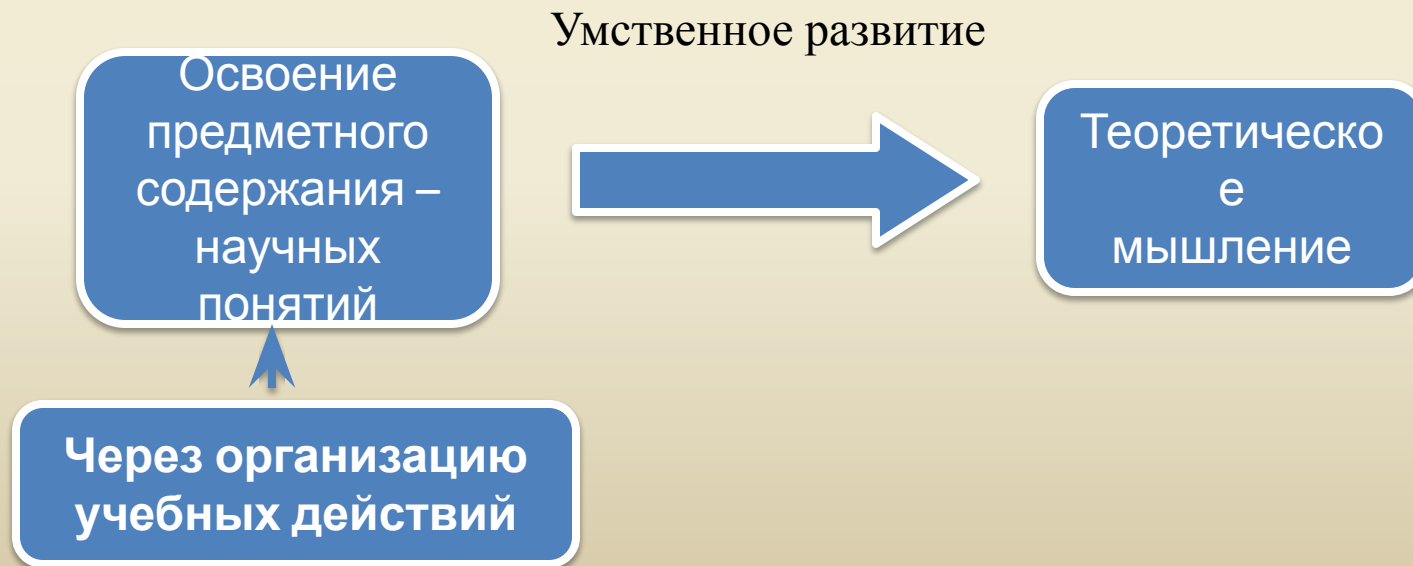 Умственное развитие
Освоение
предметного
содержания –
научных
понятий
Теоретическо
е
мышление
Через организацию
учебных действий